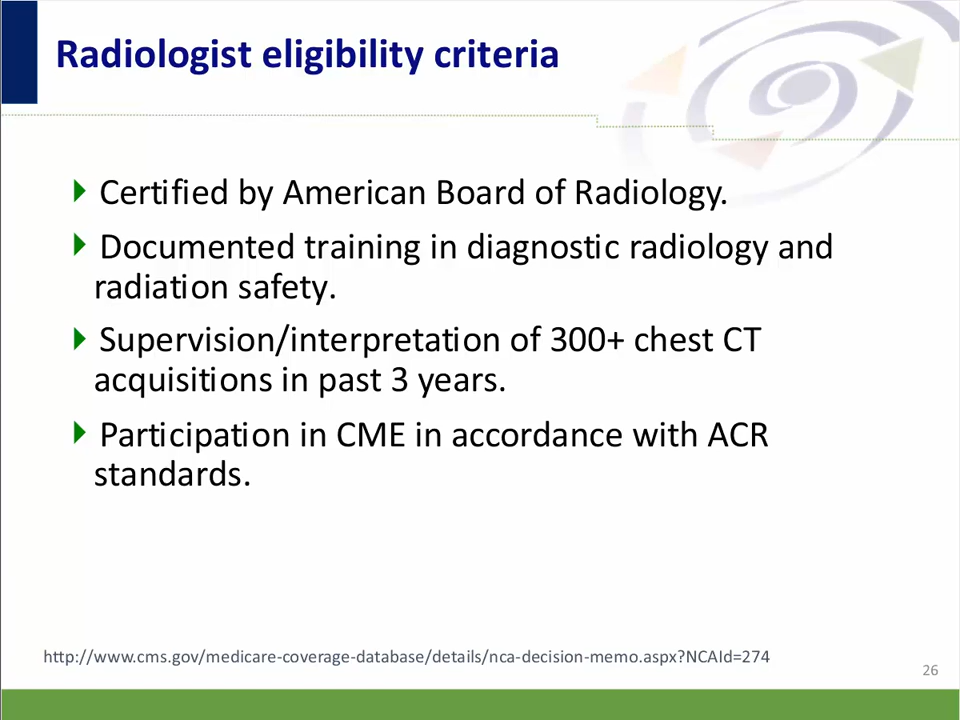 Radiologist eligibility criteria
Certified by American Board of Radiology.
Documented training in diagnostic radiology and
radiation safety.
Supervision/interpretation of 300+ chest CT
acquisitions in past 3 years.
Participation in CME in accordance with ACR
standards.
http://www.cms.gov/medicare-coverage-database/details/nca-decision-memo.aspx?NCAId=274
26